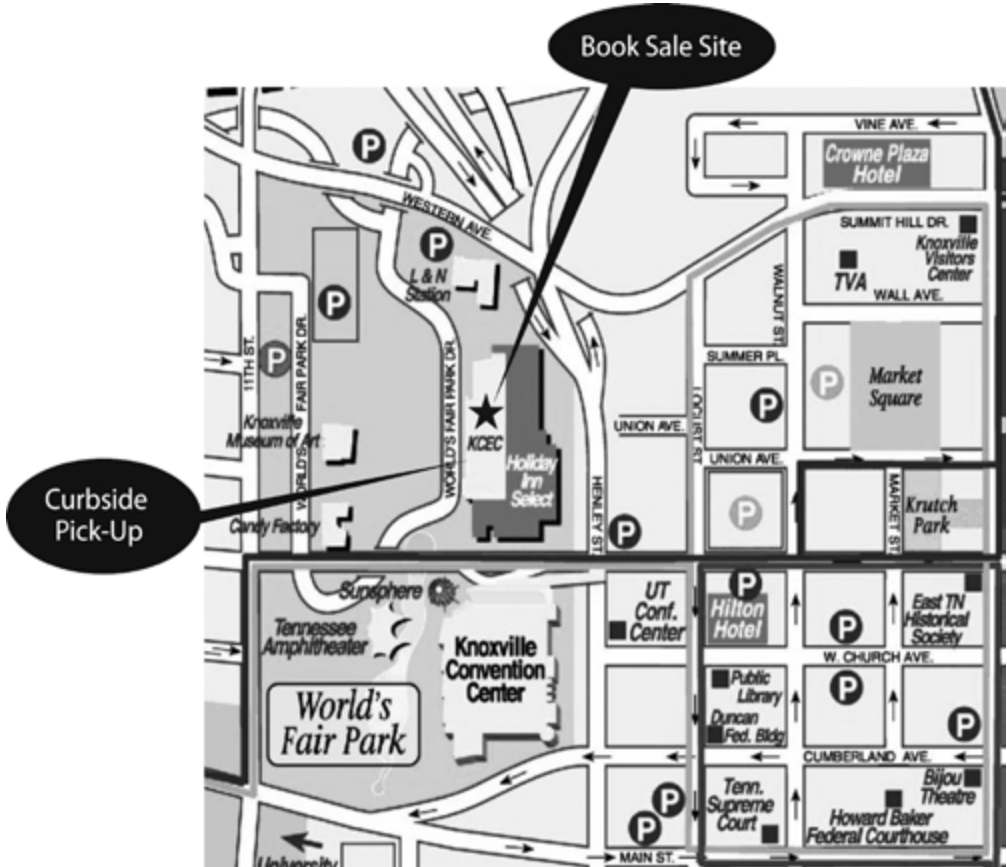 Book Sale Site
VINE AVE.
Crowne Plaza
Hotel
P
WESTERN AVE.
SUMMIT HILL DR.
Knoxville
Visitors
Center
P
L & N
Station
TVA
WALNUT ST.
WALL AVE.
P
11TH ST.
WORLD'S FAIR PARK DR.
WORLD'S FAIR PARK DR.
P
SUMMER PL.
P
Market
Square
P
KCEC
Knoxville
Museum of Art
UNION AVE.
LOCUST ST.
UNION AVE.
Holiday
Inn
Select
Curbside
Pick-Up
HENLEY ST.
MARKET ST.
Krutch
Park
P
P
Candy Factory
Sunsphere
UT
Conf.
Center
P
Hilton
Hotel
P
East TN
Historical
Society
Tennessee
Amphitheater
Knoxville
Convention
Center
W. CHURCH AVE.
World's
Fair Park
Public
Library
P
Duncan
Fed. Bldg
P
CUMBERLAND AVE.
Tenn.
Supreme
Court
Bijou
Theatre
P
P
Howard Baker
Federal Courthouse
University
MAIN ST.